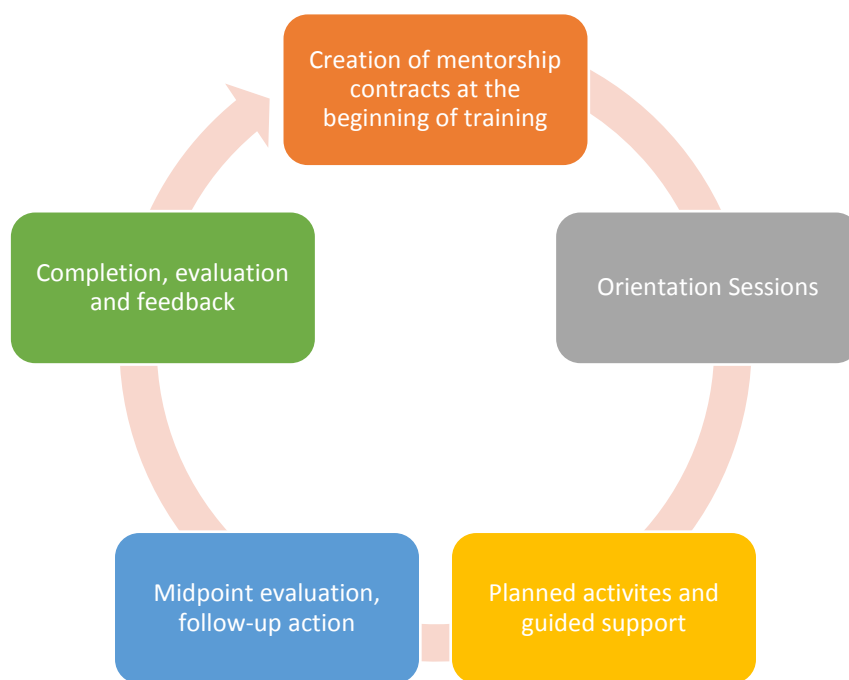 Creation of mentorship
contracts at the
beginning of training
Orientation Sessions
Planned activites and
guided support
Midpoint evaluation,
follow-up action
Completion, evaluation
and feedback